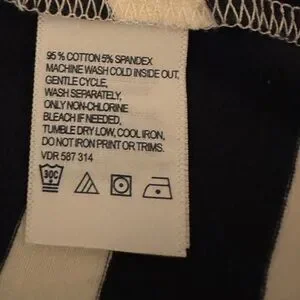 95 % COTTON 5% SPANDEX
MACHINE WASH COLD INSIDE OUT,
GENTLE CYCLE,
WASH SEPARATELY,
ONLY NON-CHLORINE
BLEACH IF NEEDED,
TUMBLE DRY LOW, COOL IRON,
DO NOT IRON PRINT OR TRIMS.
VDR 587 314
30C